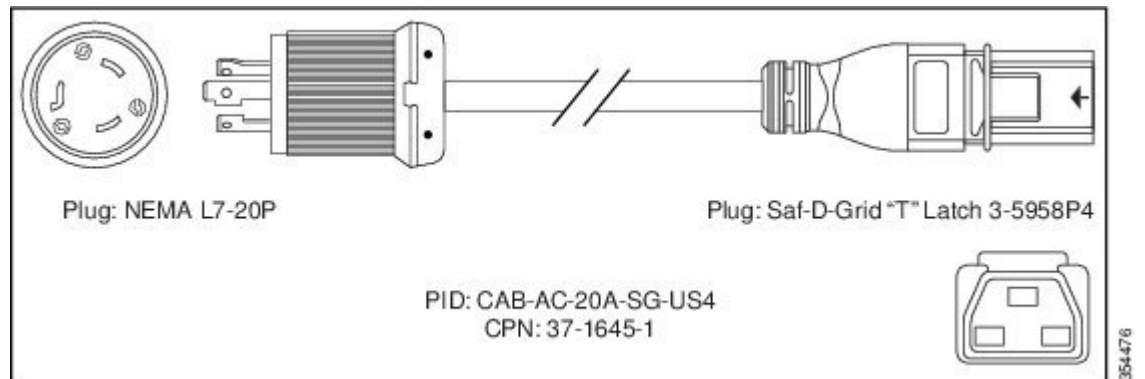 Plug: NEMA L7-20P
Plug: Saf-D-Grid “T” Latch 3-5958P4
PID: CAB-AC-20A-SG-US4
CPN: 37-1645-1
354476